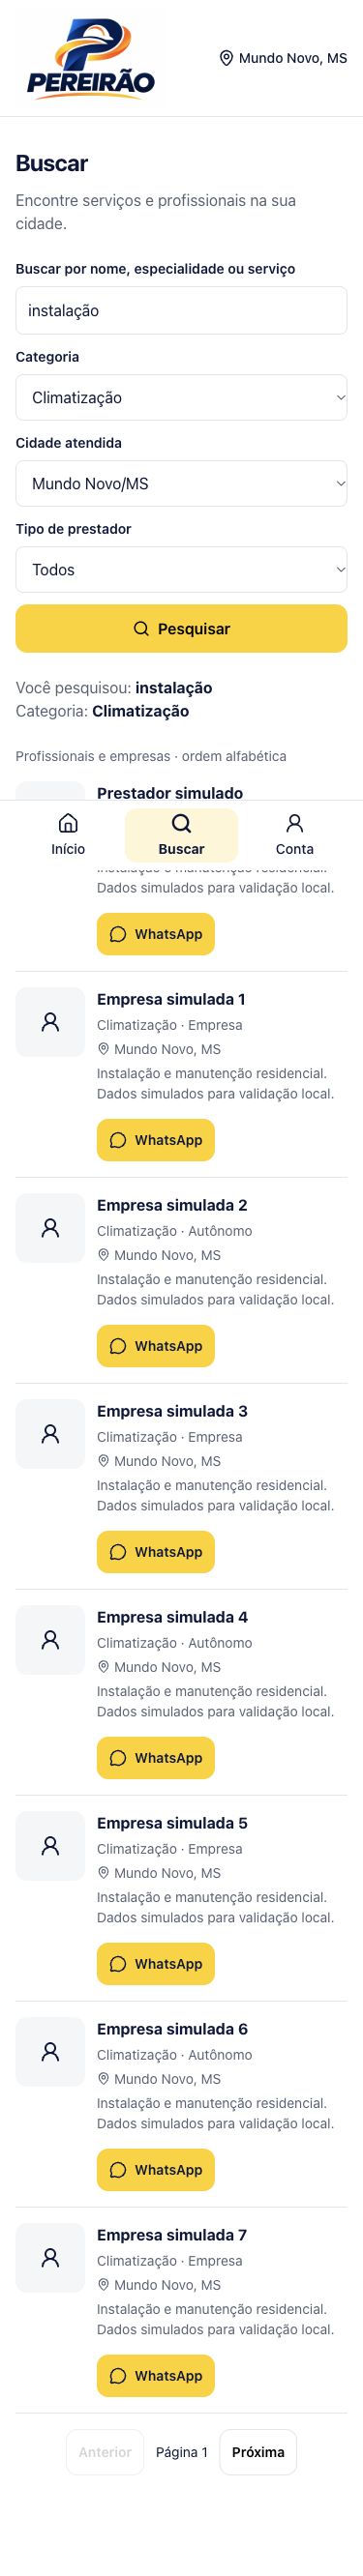 PEREIRÃO
Mundo Novo, MS
Buscar
Encontre serviços e profissionais na sua
cidade.
Buscar por nome, especialidade ou serviço
instalação
Categoria
Climatização
Cidade atendida
Mundo Novo/MS
Tipo de prestador
Todos
Pesquisar
Você pesquisou: instalação
Categoria: Climatização
Profissionais e empresas · ordem alfabética
Prestador simulado
Início
Buscar
Conta
Instalação e manutenção residencial.
Dados simulados para validação local.
WhatsApp
Empresa simulada 1
Climatização · Empresa
Mundo Novo, MS
Instalação e manutenção residencial.
Dados simulados para validação local.
WhatsApp
Empresa simulada 2
Climatização · Autônomo
Mundo Novo, MS
Instalação e manutenção residencial.
Dados simulados para validação local.
WhatsApp
Empresa simulada 3
Climatização · Empresa
Mundo Novo, MS
Instalação e manutenção residencial.
Dados simulados para validação local.
WhatsApp
Empresa simulada 4
Climatização · Autônomo
Mundo Novo, MS
Instalação e manutenção residencial.
Dados simulados para validação local.
WhatsApp
Empresa simulada 5
Climatização · Empresa
Mundo Novo, MS
Instalação e manutenção residencial.
Dados simulados para validação local.
WhatsApp
Empresa simulada 6
Climatização · Autônomo
Mundo Novo, MS
Instalação e manutenção residencial.
Dados simulados para validação local.
WhatsApp
Empresa simulada 7
Climatização · Empresa
Mundo Novo, MS
Instalação e manutenção residencial.
Dados simulados para validação local.
WhatsApp
Anterior
Página 1
Próxima